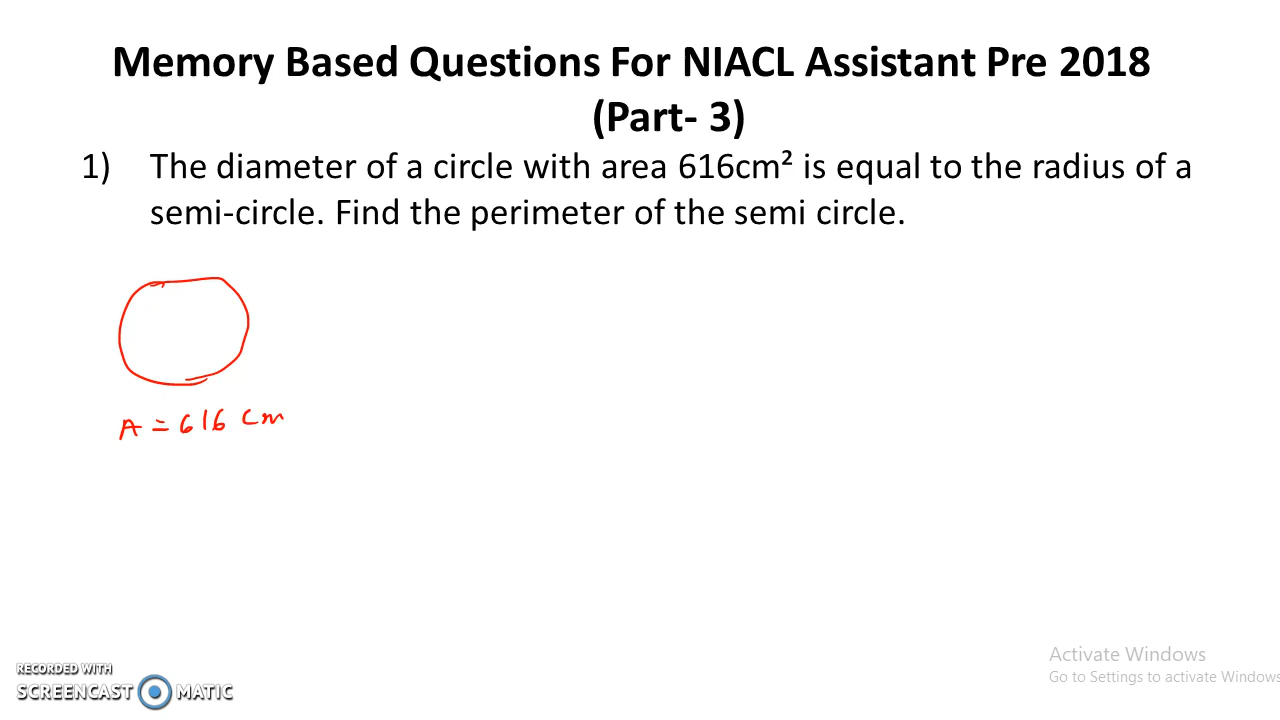 Memory Based Questions For NIACL Assistant Pre 2018
(Part- 3)
1) The diameter of a circle with area 616cm² is equal to the radius of a
semi-circle. Find the perimeter of the semi circle.
A = 616 cm
Activate Windows
Go to Settings to activate Windows
RECORDED WITH
SCREENCAST MATIC